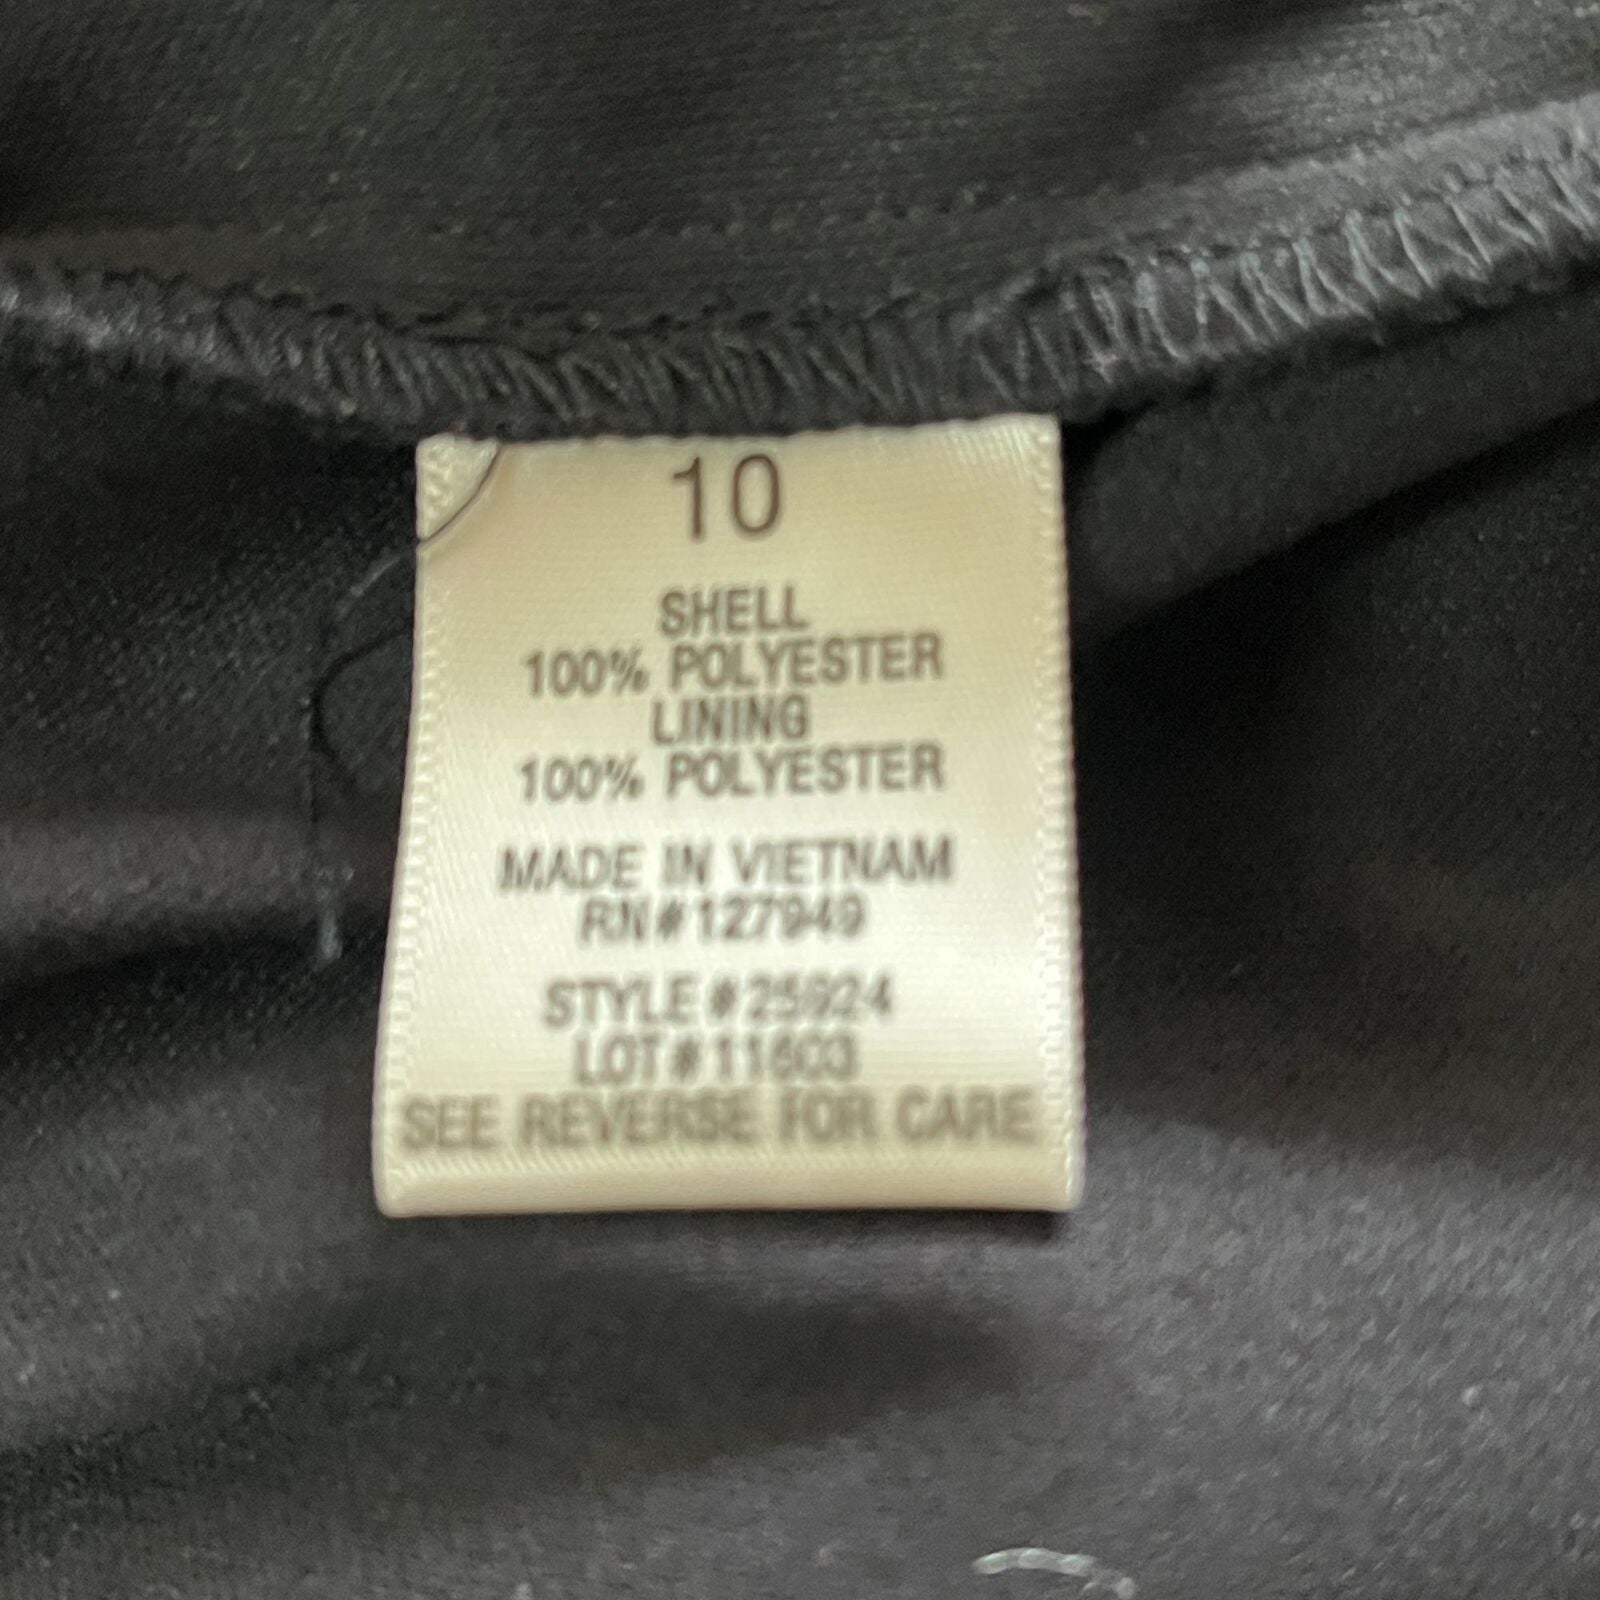 10
SHELL
100% POLYESTER
LINING
100% POLYESTER
MADE IN VIETNAM
RN#127949
STYLE#25924
LOT#11603
SEE REVERSE FOR CARE